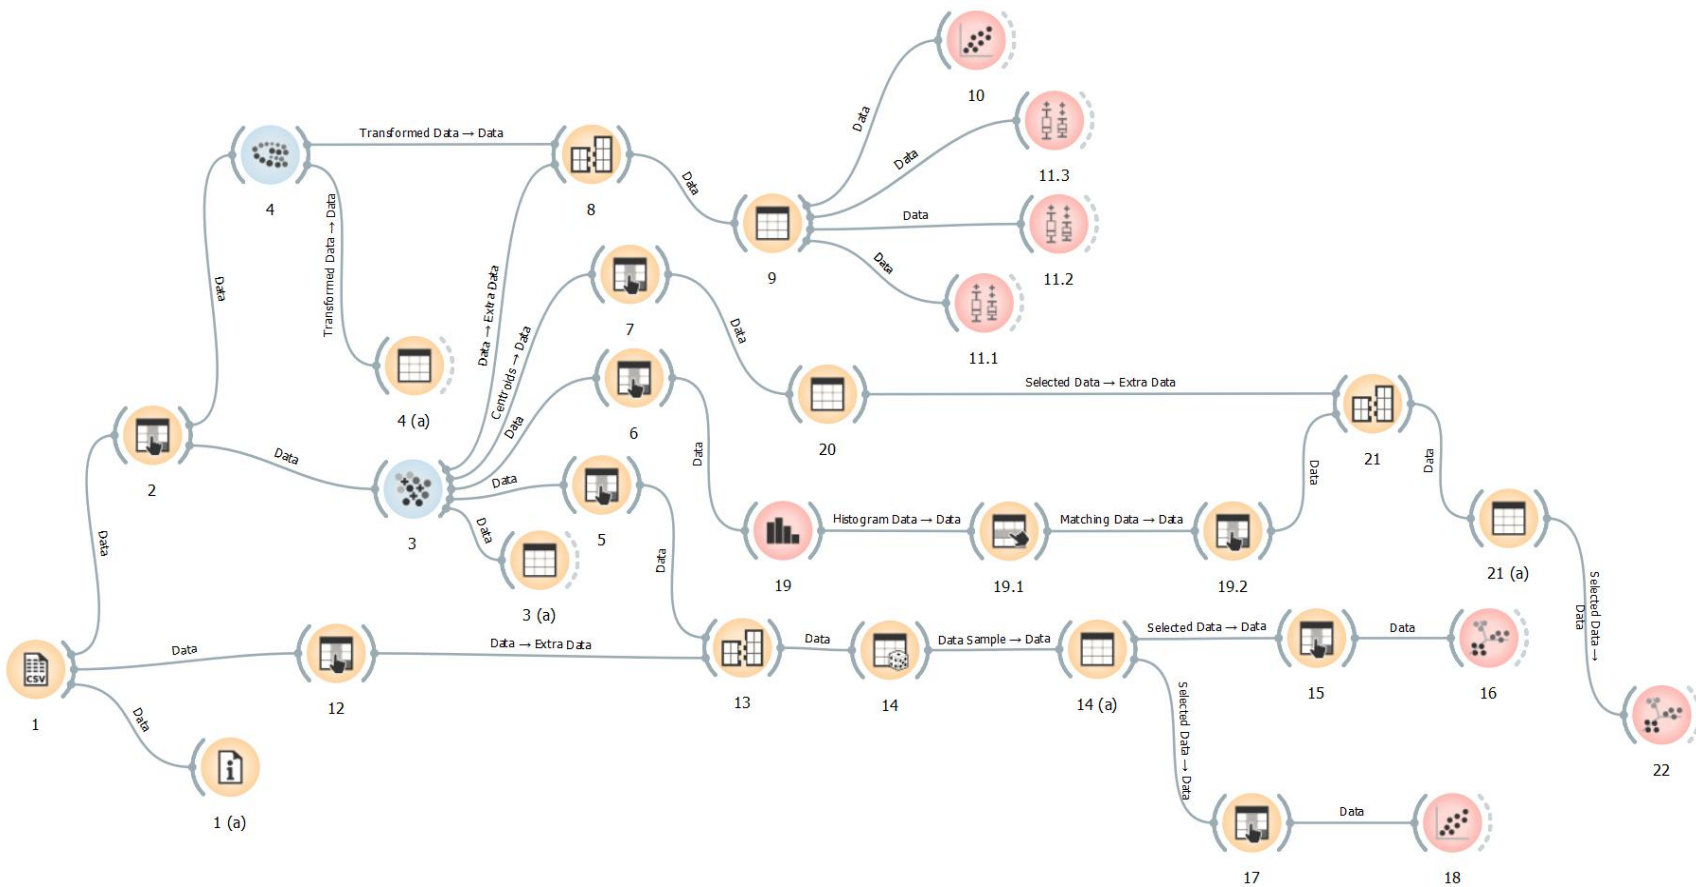 10
Data
11.3
Transformed Data → Data
4
8
Data
Data
Data
11.2
9
Data
Data
Transformed Data → Data
Data → Extra Data
7
Data
11.1
Centroids → Data
Selected Data → Extra Data
4 (a)
Data
6
20
21
2
Data
Data
Data
Data
Data
Data
3
5
Data
Histogram Data → Data
Matching Data → Data
19
19.1
19.2
21 (a)
Data
3 (a)
Data
CSV
1
Data
12
Data → Extra Data
13
Data
14
Data Sample → Data
14 (a)
Selected Data → Data
15
Data
16
Selected Data →
Data
22
Data
1 (a)
Selected Data → Data
17
Data
18